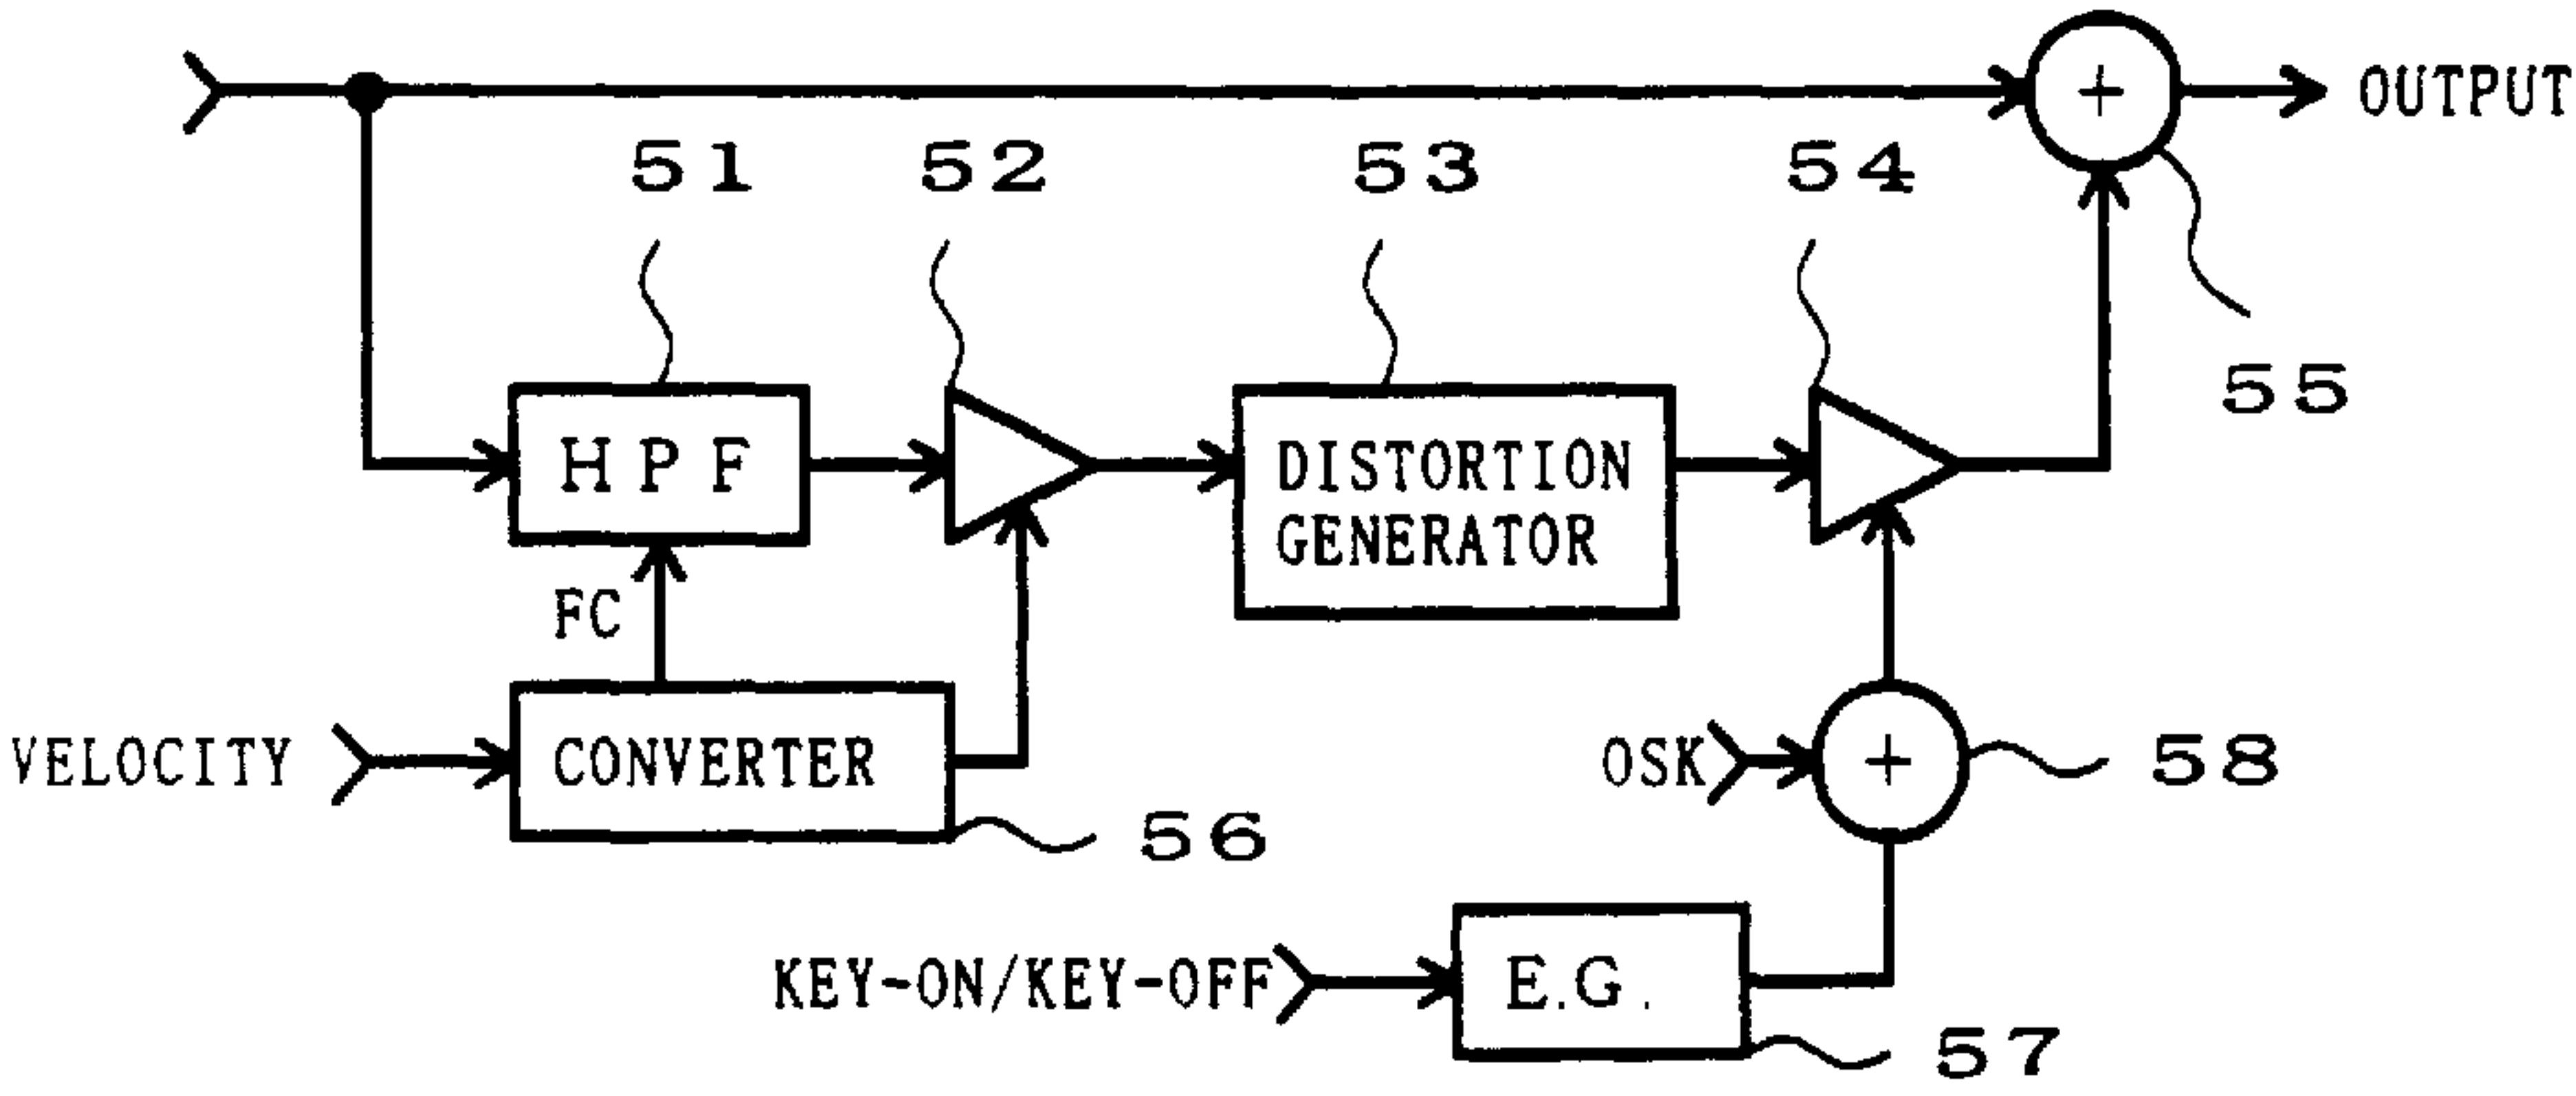 OUTPUT
51
52
53
54
55
HPF
DISTORTION
GENERATOR
FC
VELOCITY
CONVERTER
OSK
58
56
KEY-ON/KEY-OFF
E.G.
57